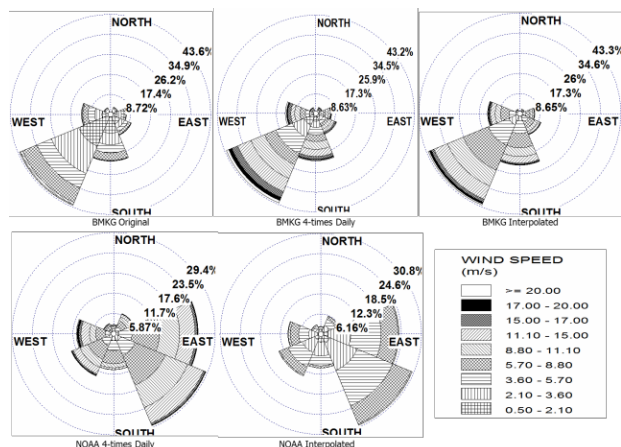 NORTH
43.6%
34.9%
26.2%
17.4%
8.72%
WEST
EAST
SOUTH
BMKG Original
NORTH
43.2%
34.5%
25.9%
17.3%
8.63%
WEST
EAST
SOUTH
BMKG 4-times Daily
NORTH
43.3%
34.6%
26%
17.3%
8.65%
WEST
EAST
SOUTH
BMKG Interpolated
NORTH
29.4%
23.5%
17.6%
11.7%
5.87%
WEST
EAST
SOUTH
NOAA 4-times Daily
NORTH
30.8%
24.6%
18.5%
12.3%
6.16%
WEST
EAST
SOUTH
NOAA Interpolated
WIND SPEED
(m/s)
>= 20.00
17.00 - 20.00
15.00 - 17.00
11.10 - 15.00
8.80 - 11.10
5.70 - 8.80
3.60 - 5.70
2.10 - 3.60
0.50 - 2.10